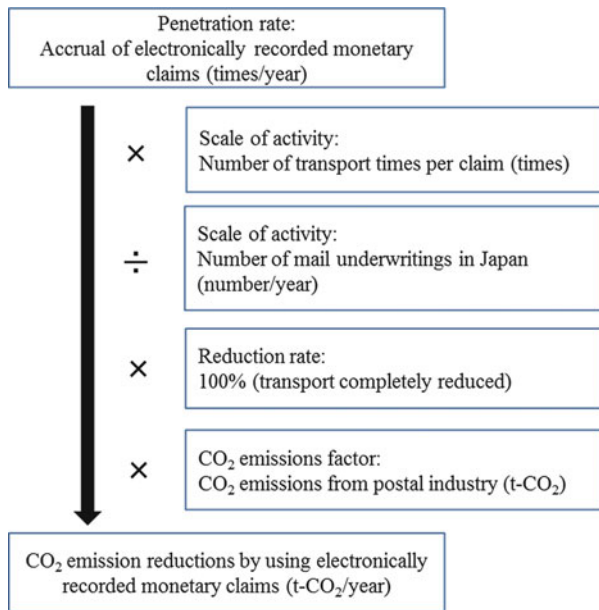 Penetration rate:
Accrual of electronically recorded monetary
claims (times/year)
×
Scale of activity:
Number of transport times per claim (times)
÷
Scale of activity:
Number of mail underwritings in Japan
(number/year)
×
Reduction rate:
100% (transport completely reduced)
×
CO₂ emissions factor:
CO₂ emissions from postal industry (t-CO₂)
CO₂ emission reductions by using electronically
recorded monetary claims (t-CO₂/year)